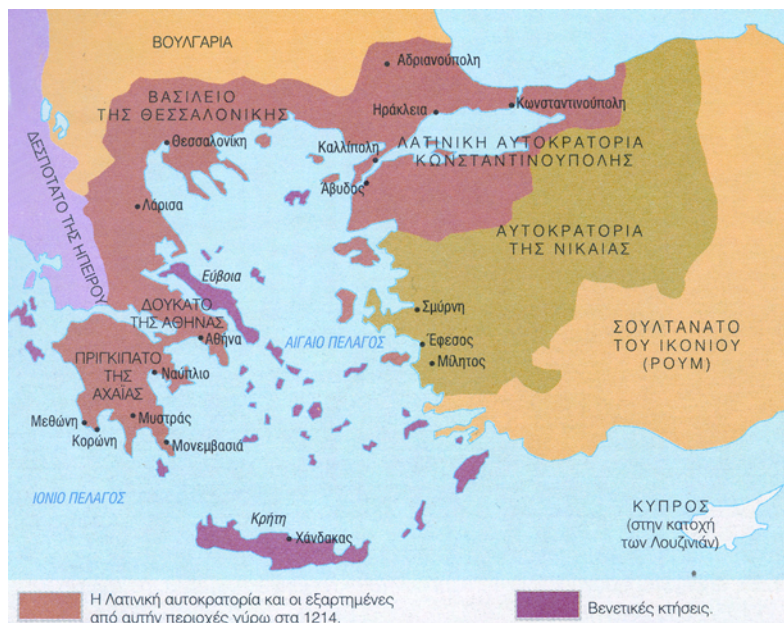 ΒΟΥΛΓΑΡΙΑ
Αδριανούπολη
ΒΑΣΙΛΕΙΟ
ΤΗΣ ΘΕΣΣΑΛΟΝΙΚΗΣ
Ηράκλεια
Κωνσταντινούπολη
Θεσσαλονίκη
Καλλίπολη
ΛΑΤΙΝΙΚΗ ΑΥΤΟΚΡΑΤΟΡΙΑ
ΚΩΝΣΤΑΝΤΙΝΟΥΠΟΛΗΣ
ΔΕΣΠΟΤΑΤΟ ΤΗΣ ΗΠΕΙΡΟΥ
Άβυδος
Λάρισα
ΑΥΤΟΚΡΑΤΟΡΙΑ
ΤΗΣ ΝΙΚΑΙΑΣ
Εύβοια
ΔΟΥΚΑΤΟ
ΤΗΣ ΑΘΗΝΑΣ
Σμύρνη
Αθήνα
ΑΙΓΑΙΟ ΠΕΛΑΓΟΣ
Έφεσος
ΣΟΥΛΤΑΝΑΤΟ
ΤΟΥ ΙΚΟΝΙΟΥ
(ΡΟΥΜ)
ΠΡΙΓΚΙΠΑΤΟ
ΤΗΣ
ΑΧΑΪΑΣ
Ναύπλιο
Μίλητος
Μεθώνη
Μυστράς
Κορώνη
Μονεμβασιά
ΙΟΝΙΟ ΠΕΛΑΓΟΣ
Κρήτη
Χάνδακας
ΚΥΠΡΟΣ
(στην κατοχή
των Λουζινιάν)
Η Λατινική αυτοκρατορία και οι εξαρτημένες
από αυτήν περιοχές γύρω στα 1214.
Βενετικές κτήσεις.